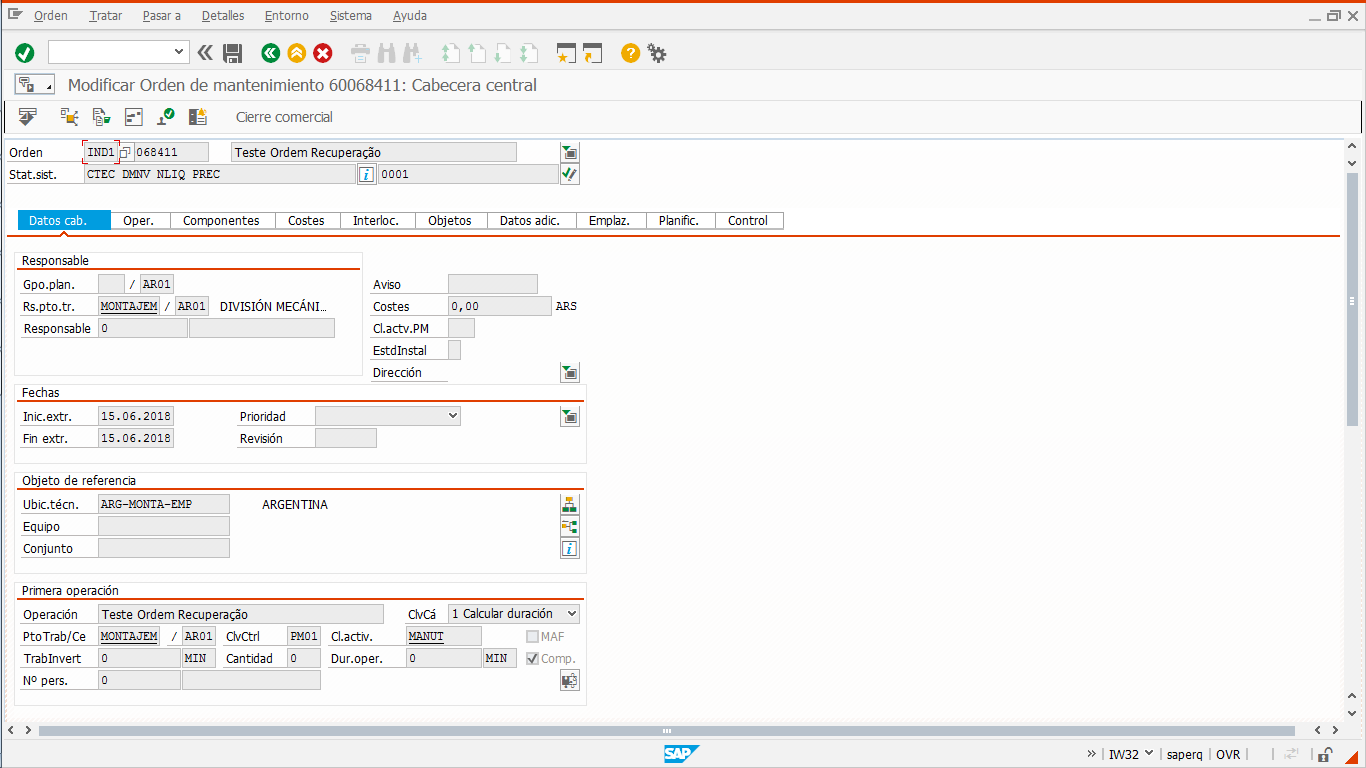 Orden Tratar Pasar a Detalles Entorno Sistema Ayuda
Modificar Orden de mantenimiento 60068411: Cabecera central
Cierre comercial
Orden IND1 068411 Teste Ordem Recuperação
Stat.sist. CTEC DMNV NLIQ PREC 0001
Datos cab. Oper. Componentes Costes Interloc. Objetos Datos adic. Emplaz. Planific. Control
Responsable
Gpo.plan. / AR01 Aviso
Rs.pto.tr. MONTAJEM / AR01 DIVISIÓN MECÁNI... Costes 0,00 ARS
Responsable 0 Cl.actv.PM
EstdInstal
Dirección
Fechas
Inic.extr. 15.06.2018 Prioridad
Fin extr. 15.06.2018 Revisión
Objeto de referencia
Ubic.técn. ARG-MONTA-EMP ARGENTINA
Equipo
Conjunto
Primera operación
Operación Teste Ordem Recuperação ClvCá 1 Calcular duración
PtoTrab/Ce MONTAJEM / AR01 ClvCtrl PM01 Cl.activ. MANUT MAF
TrabInvert 0 MIN Cantidad 0 Dur.oper. 0 MIN Comp.
Nº pers. 0
SAP » IW32 saperq OVR